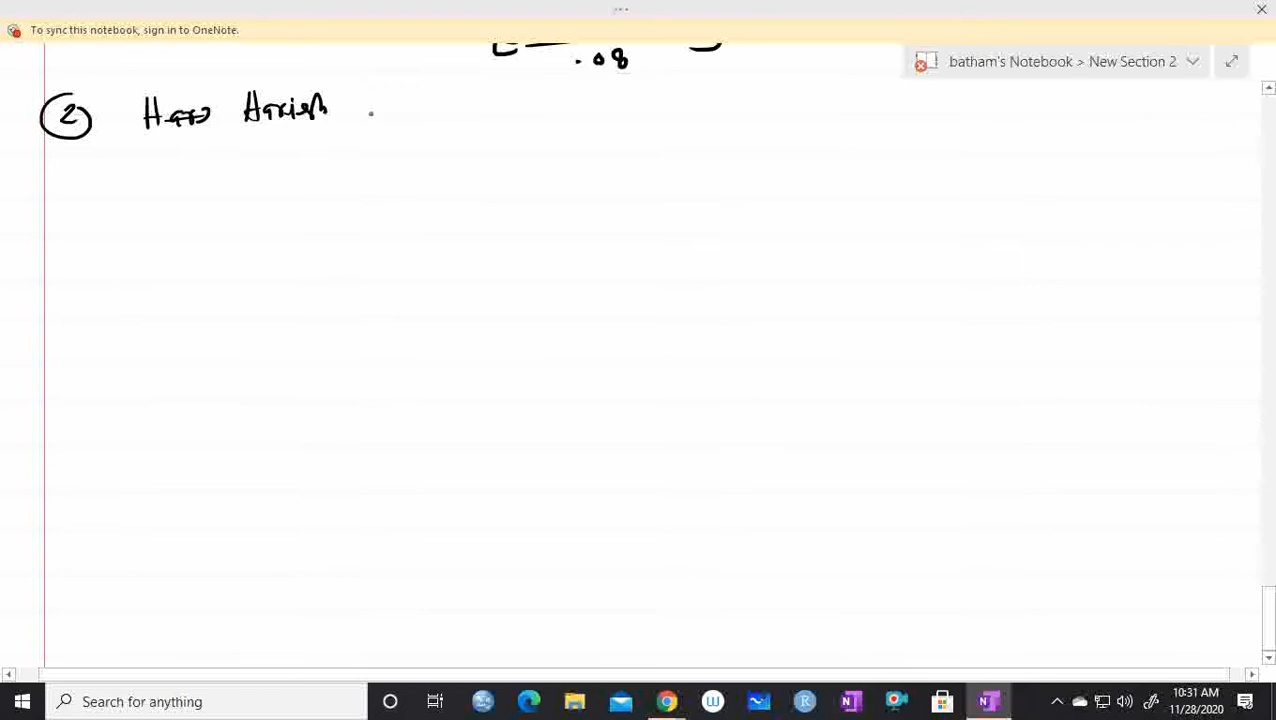 To sync this notebook, sign in to OneNote.
.08
batham's Notebook > New Section 2
2 Harish
Search for anything
10:31 AM
11/28/2020